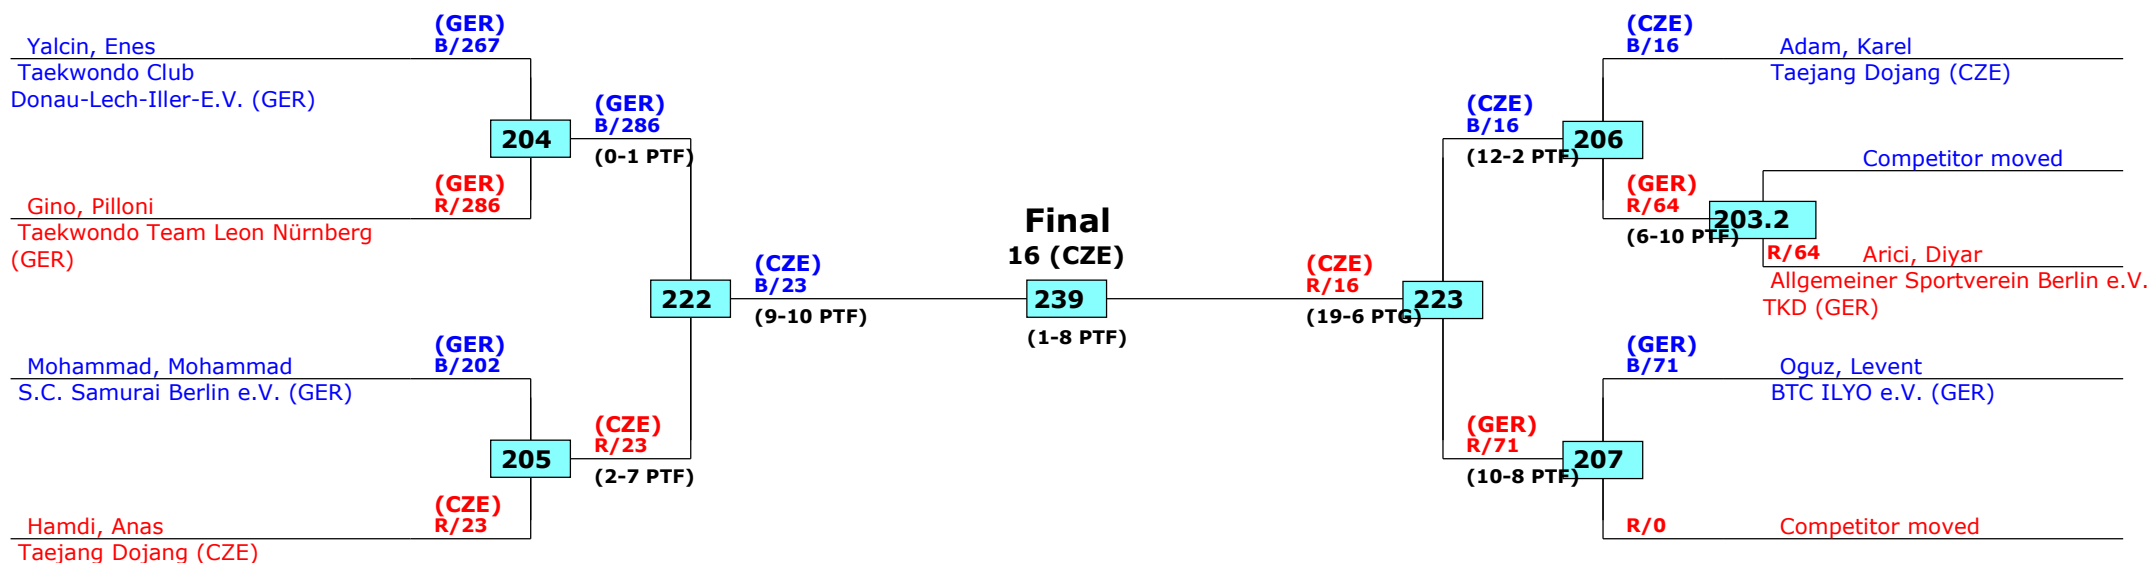 (GER)
B/267
Yalcin, Enes
Taekwondo Club
Donau-Lech-Iller-E.V. (GER)
204
(GER)
B/286
(0-1 PTF)
(GER)
R/286
Gino, Pilloni
Taekwondo Team Leon Nürnberg
(GER)
222
(CZE)
B/23
(9-10 PTF)
(GER)
B/202
Mohammad, Mohammad
S.C. Samurai Berlin e.V. (GER)
205
(CZE)
R/23
(2-7 PTF)
(CZE)
R/23
Hamdi, Anas
Taejang Dojang (CZE)
Final
16 (CZE)
239
(1-8 PTF)
(CZE)
R/16
(19-6 PTG)
223
(CZE)
B/16
(12-2 PTF)
206
(CZE)
B/16
Adam, Karel
Taejang Dojang (CZE)
Competitor moved
(GER)
R/64
(6-10 PTF)
203.2
R/64
Arici, Diyar
Allgemeiner Sportverein Berlin e.V.
TKD (GER)
(GER)
B/71
Oguz, Levent
BTC ILYO e.V. (GER)
(GER)
R/71
(10-8 PTF)
207
R/0
Competitor moved